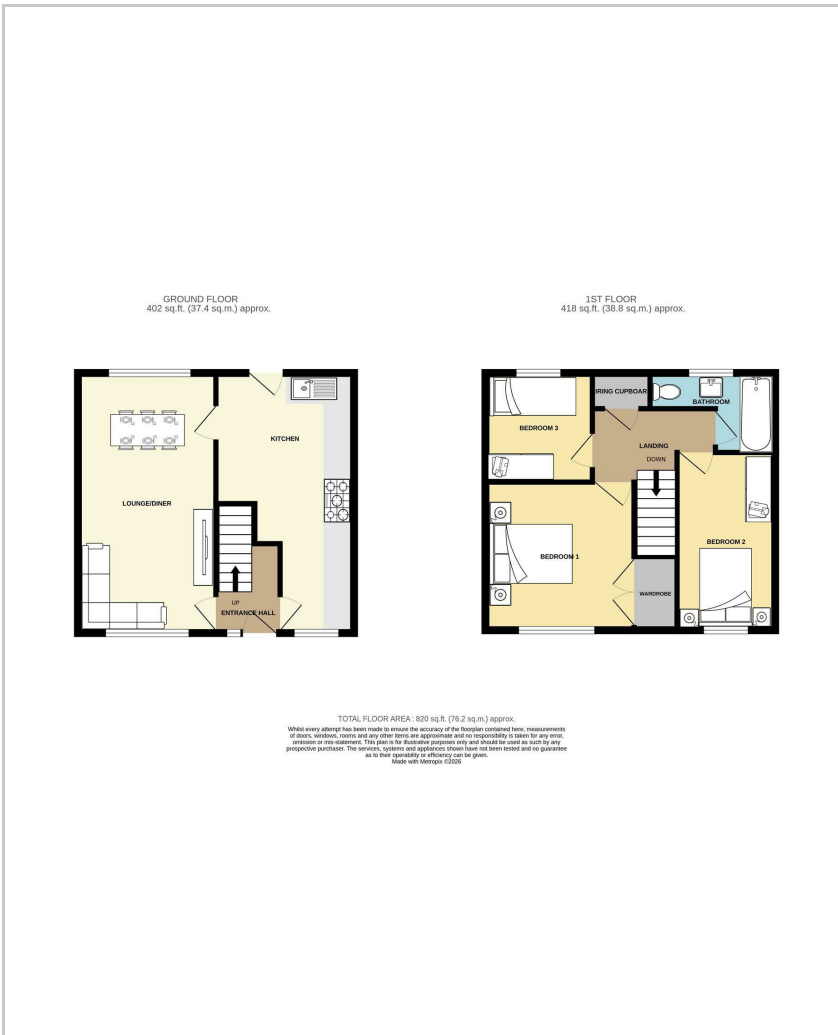 GROUND FLOOR
402 sq.ft. (37.4 sq.m.) approx.
1ST FLOOR
418 sq.ft. (38.8 sq.m.) approx.
KITCHEN
LOUNGE/DINER
UP
ENTRANCE HALL
IRING CUPBOAR
BATHROOM
BEDROOM 3
LANDING
DOWN
BEDROOM 1
BEDROOM 2
WARDROBE
TOTAL FLOOR AREA : 820 sq.ft. (76.2 sq.m.) approx.
Whilst every attempt has been made to ensure the accuracy of the floorplan contained here, measurements
of doors, windows, rooms and any other items are approximate and no responsibility is taken for any error,
omission or mis-statement. This plan is for illustrative purposes only and should be used as such by any
prospective purchaser. The services, systems and appliances shown have not been tested and no guarantee
as to their operability or efficiency can be given.
Made with Metropix ©2026